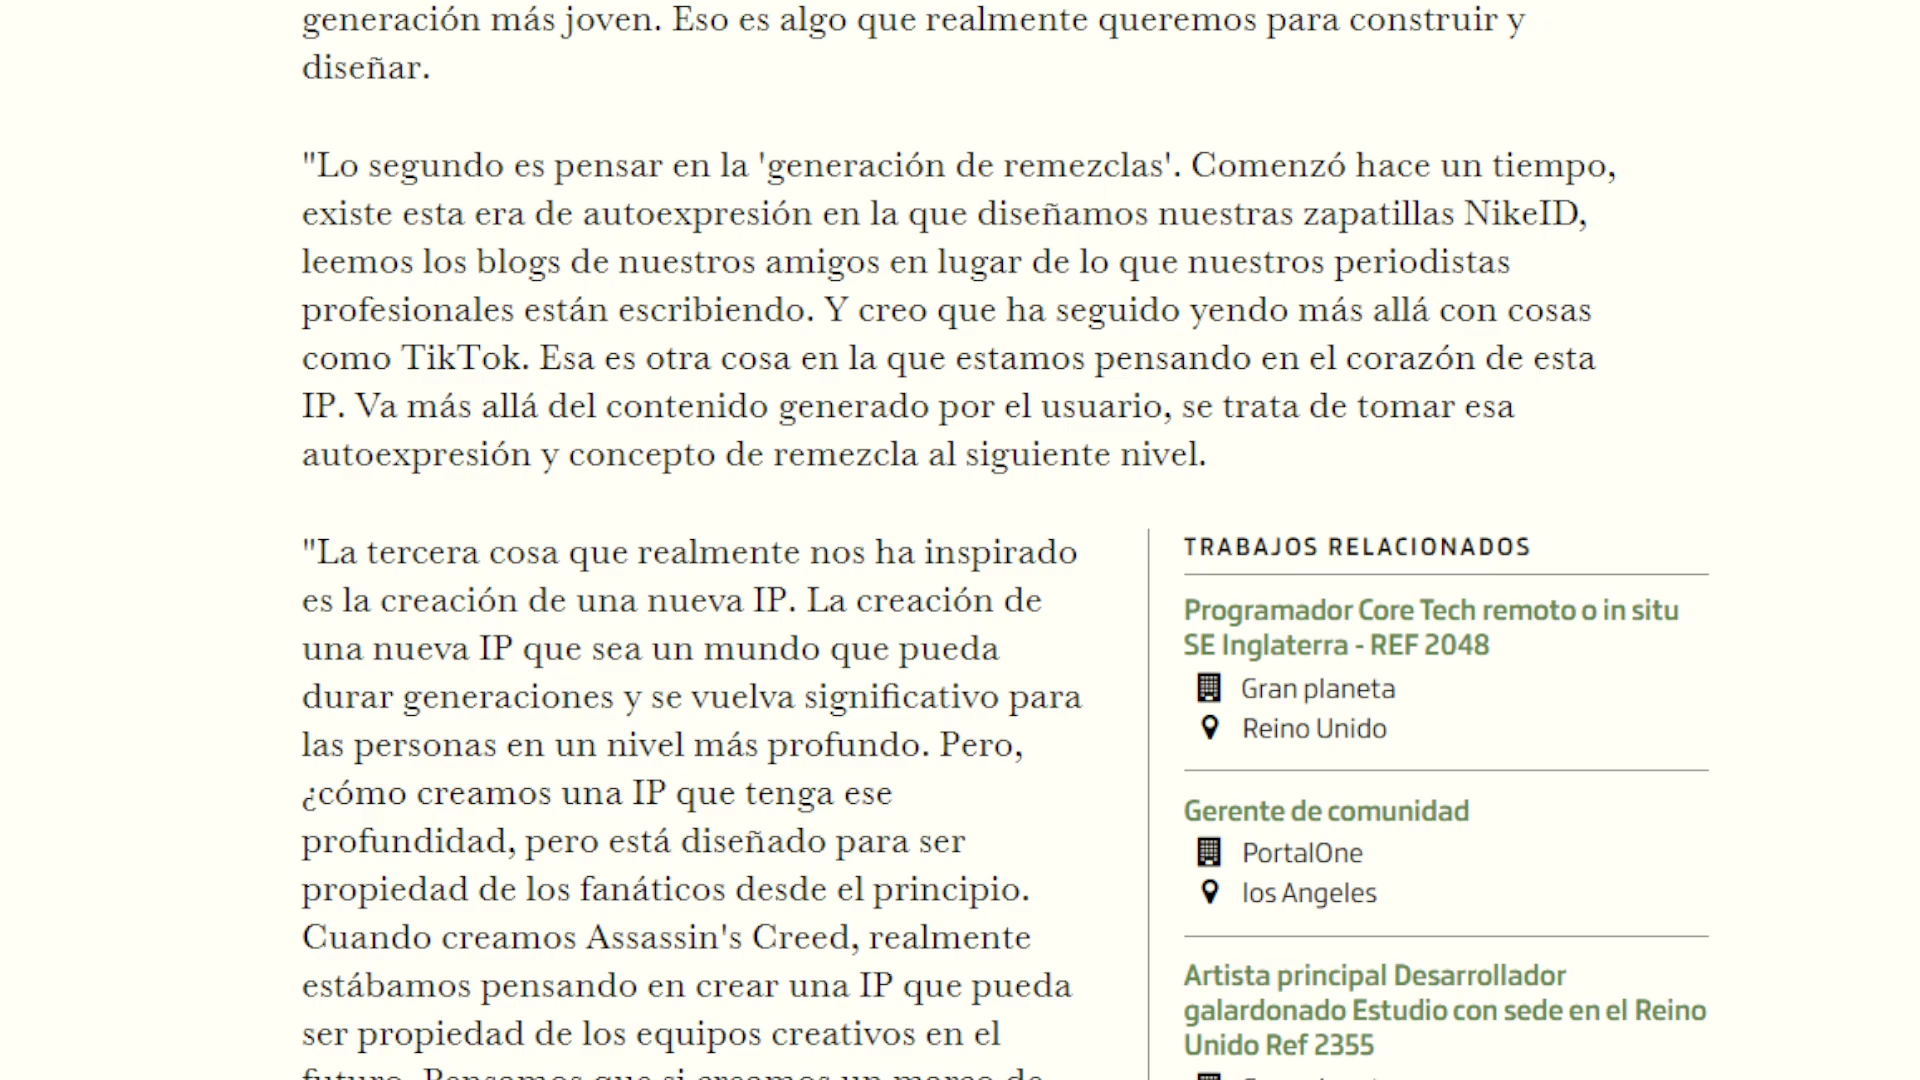 generación más joven. Eso es algo que realmente queremos para construir y
diseñar.
"Lo segundo es pensar en la 'generación de remezclas'. Comenzó hace un tiempo,
existe esta era de autoexpresión en la que diseñamos nuestras zapatillas NikeID,
leemos los blogs de nuestros amigos en lugar de lo que nuestros periodistas
profesionales están escribiendo. Y creo que ha seguido yendo más allá con cosas
como TikTok. Esa es otra cosa en la que estamos pensando en el corazón de esta
IP. Va más allá del contenido generado por el usuario, se trata de tomar esa
autoexpresión y concepto de remezcla al siguiente nivel.
"La tercera cosa que realmente nos ha inspirado
es la creación de una nueva IP. La creación de
una nueva IP que sea un mundo que pueda
durar generaciones y se vuelva significativo para
las personas en un nivel más profundo. Pero,
¿cómo creamos una IP que tenga ese
profundidad, pero está diseñado para ser
propiedad de los fanáticos desde el principio.
Cuando creamos Assassin's Creed, realmente
estábamos pensando en crear una IP que pueda
ser propiedad de los equipos creativos en el
futuro. Pensamos que si creamos un marco de
TRABAJOS RELACIONADOS
Programador Core Tech remoto o in situ
SE Inglaterra - REF 2048
Gran planeta
Reino Unido
Gerente de comunidad
PortalOne
los Angeles
Artista principal Desarrollador
galardonado Estudio con sede en el Reino
Unido Ref 2355